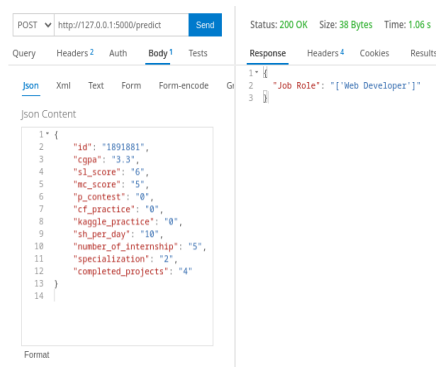 POST http://127.0.0.1:5000/predict Send
Query Headers 2 Auth Body 1 Tests
Json Xml Text Form Form-encode
Json Content
1 {
2 "id": "1891881",
3 "cgpa": "3.3",
4 "sl_score": "6",
5 "mc_score": "5",
6 "p_contest": "0",
7 "cf_practice": "0",
8 "kaggle_practice": "0",
9 "sh_per_day": "10",
10 "number_of_internship": "5",
11 "specialization": "2",
12 "completed_projects": "4"
13 }
14
Format
Status: 200 OK Size: 38 Bytes Time: 1.06 s
Response Headers 4 Cookies Results
1 {
2 "Job Role": "['Web Developer']"
3 }